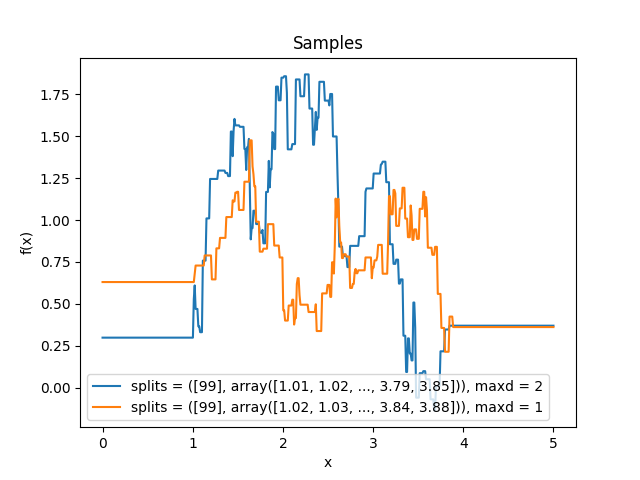 Samples
f(x)
1.75
1.50
1.25
1.00
0.75
0.50
0.25
0.00
splits = ([99], array([1.01, 1.02, ..., 3.79, 3.85])), maxd = 2
splits = ([99], array([1.02, 1.03, ..., 3.84, 3.88])), maxd = 1
0 1 2 3 4 5
x